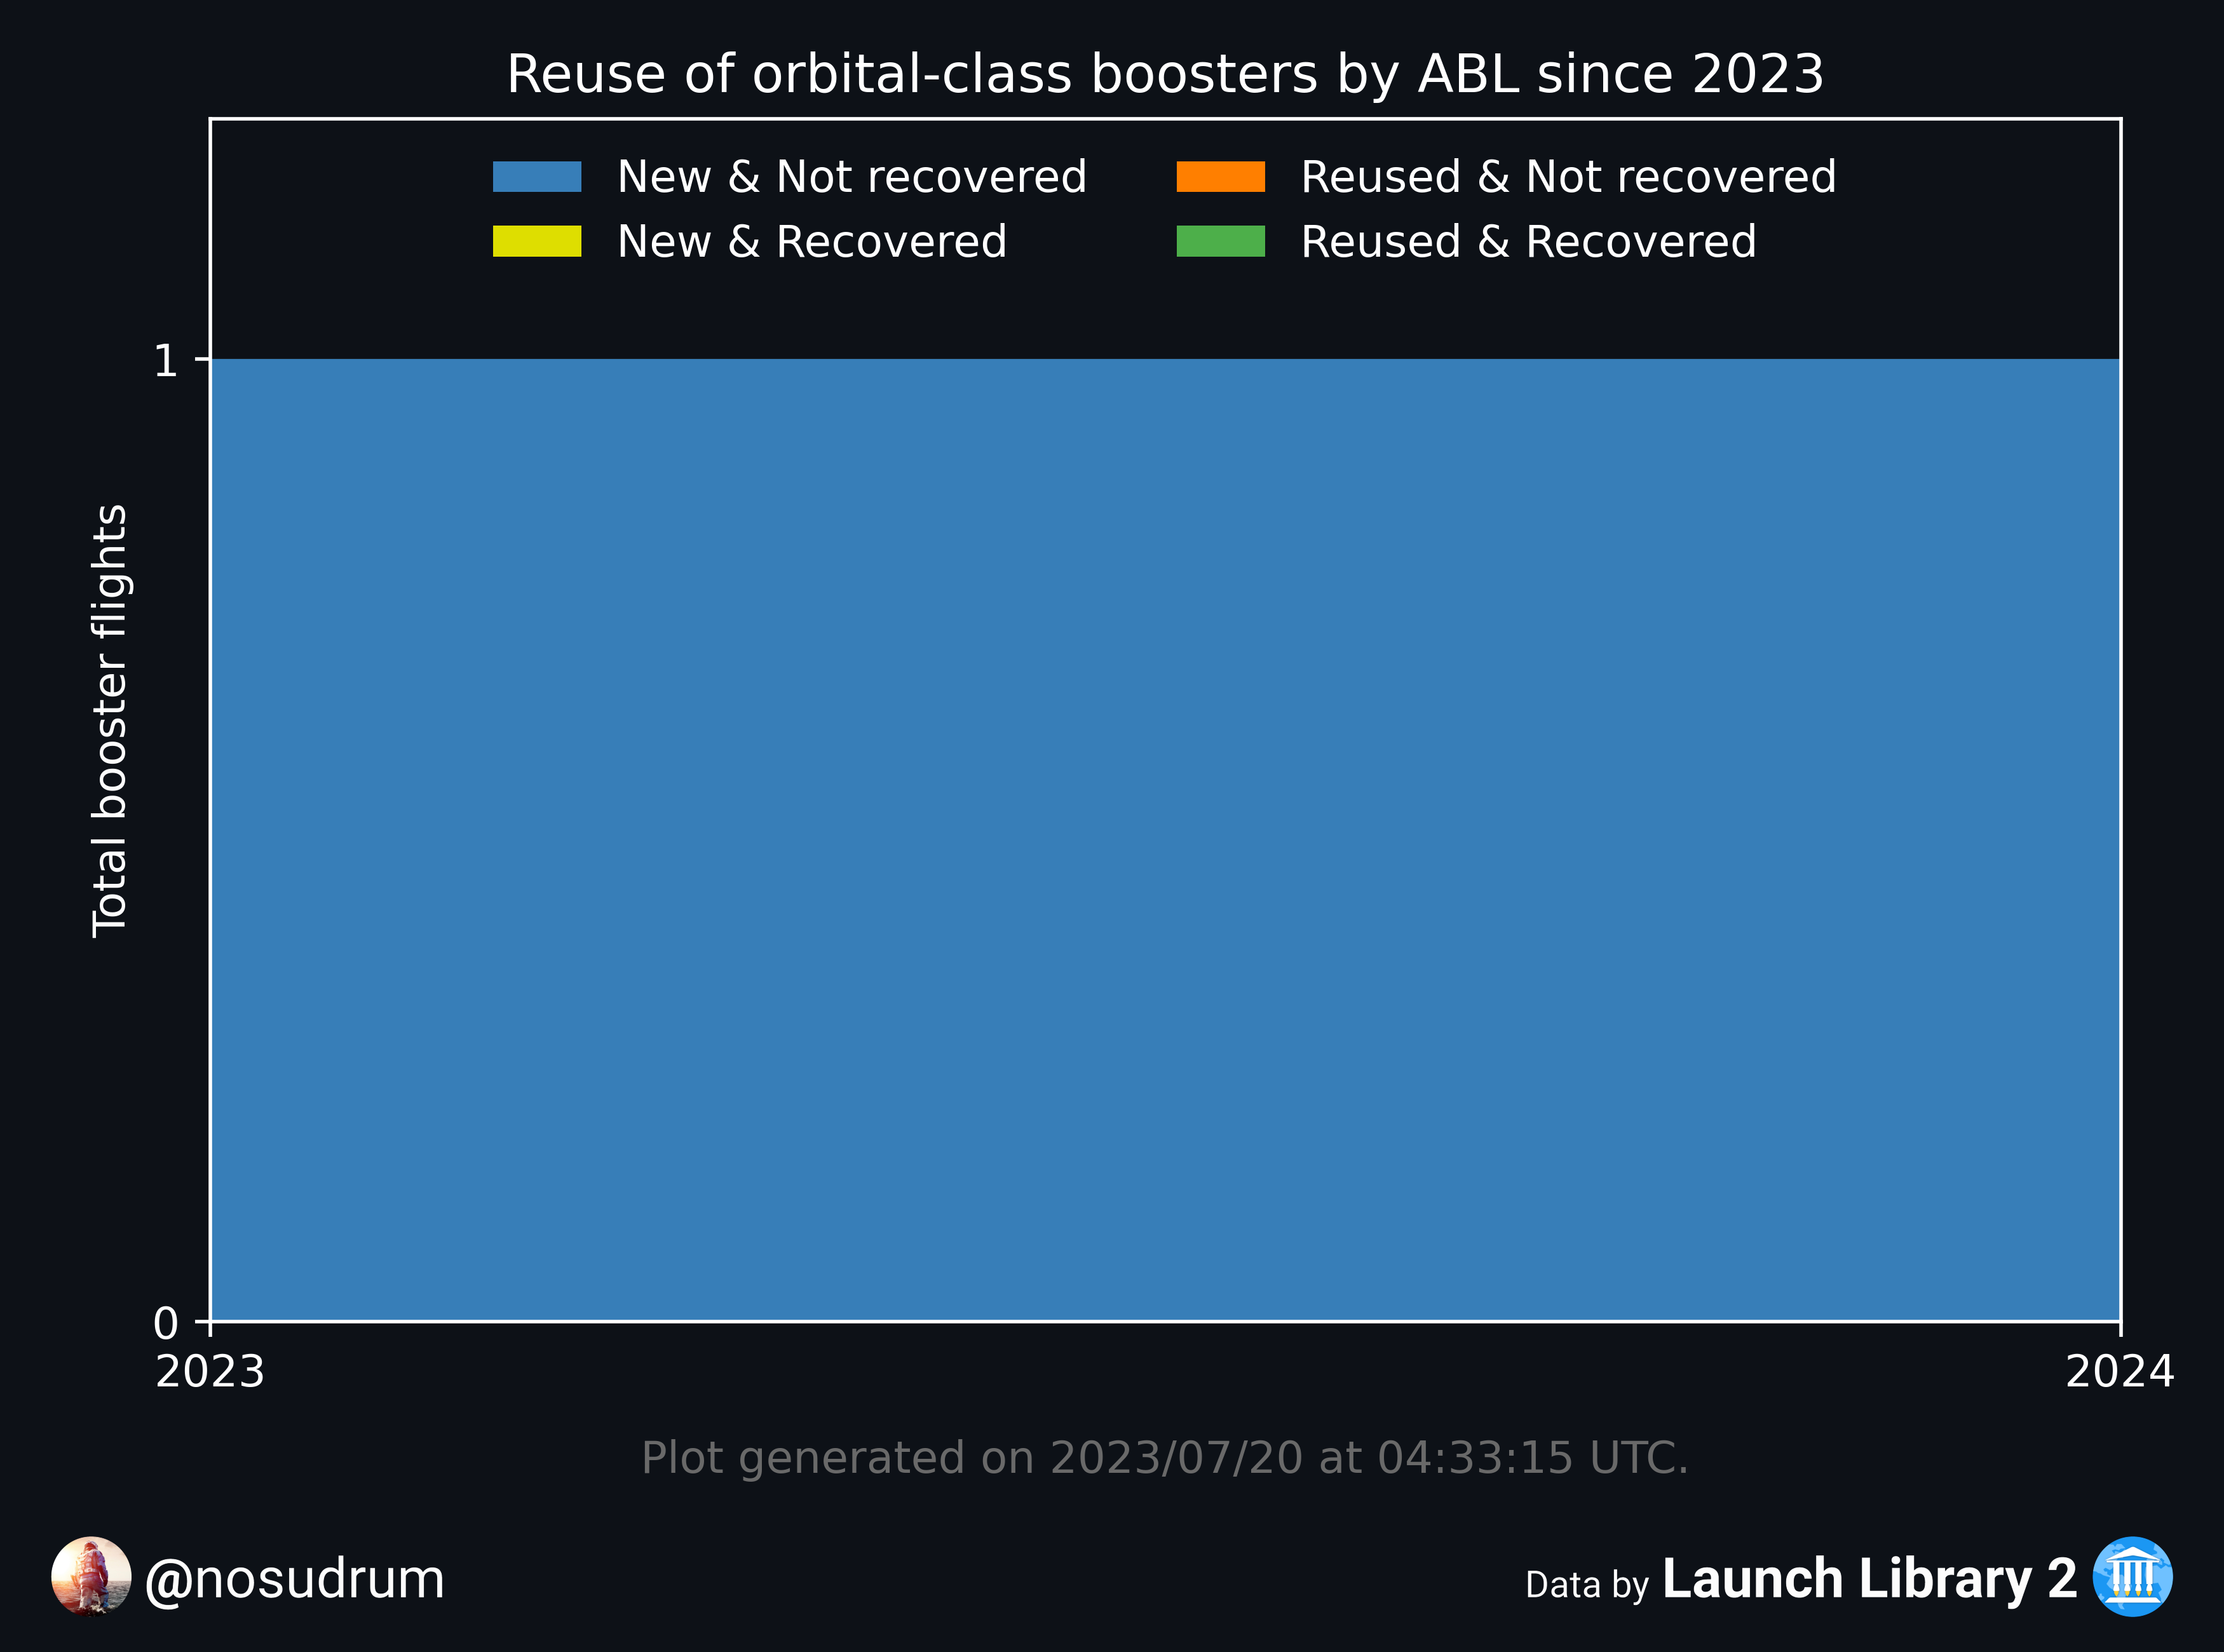 Reuse of orbital-class boosters by ABL since 2023
New & Not recovered
New & Recovered
Reused & Not recovered
Reused & Recovered
Total booster flights
1
0
2023
2024
Plot generated on 2023/07/20 at 04:33:15 UTC.
@nosudrum
Data by Launch Library 2